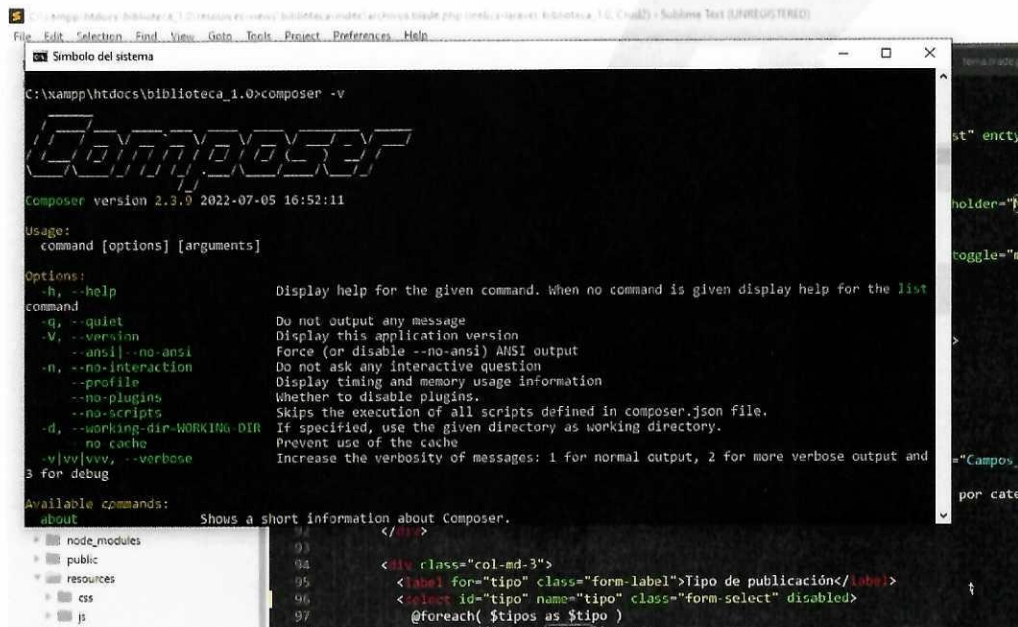 File Edit Selection Find View Goto Tools Project Preferences Help
Símbolo del sistema
C:\xampp\htdocs\biblioteca_1.0>composer -v
Composer
Composer version 2.3.9 2022-07-05 16:52:11
Usage:
command [options] [arguments]
Options:
-h, --help Display help for the given command. When no command is given display help for the list
command
-q, --quiet Do not output any message
-V, --version Display this application version
--ansi|--no-ansi Force (or disable --no-ansi) ANSI output
-n, --no-interaction Do not ask any interactive question
--profile Display timing and memory usage information
--no-plugins Whether to disable plugins.
--no-scripts Skips the execution of all scripts defined in composer.json file.
-d, --working-dir=WORKING-DIR If specified, use the given directory as working directory.
no cache Prevent use of the cache
-v|vv|vvv, --verbose Increase the verbosity of messages: 1 for normal output, 2 for more verbose output and
3 for debug
Available commands:
about Shows a short information about Composer.
st" encty
holder="
toggle="m
>
="Campos_
por cate
node_modules
public
resources
css
js
92 </div>
93
94 <div class="col-md-3">
95 <label for="tipo" class="form-label">Tipo de publicación</label>
96 <select id="tipo" name="tipo" class="form-select" disabled>
97 @foreach( $tipos as $tipo )